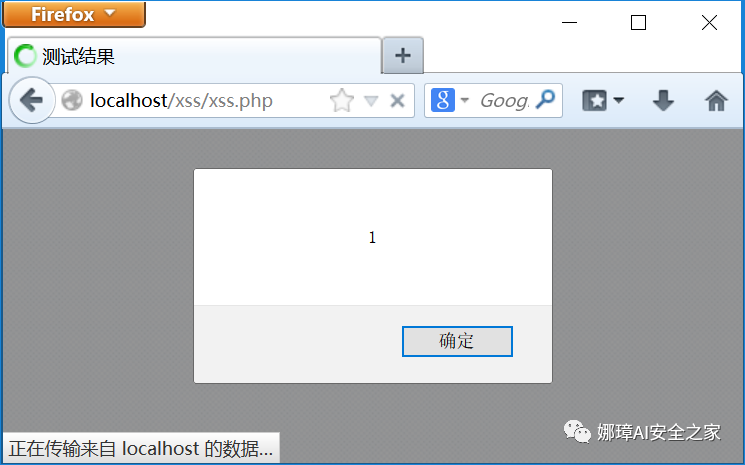 Firefox
测试结果
localhost/xss/xss.php
Goog
1
确定
正在传输来自 localhost 的数据...
娜璋AI安全之家